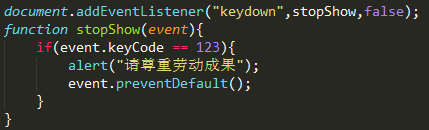 document.addEventListener("keydown",stopShow,false);
function stopShow(event){
    if(event.keyCode == 123){
        alert("请尊重劳动成果");
        event.preventDefault();
    }
}